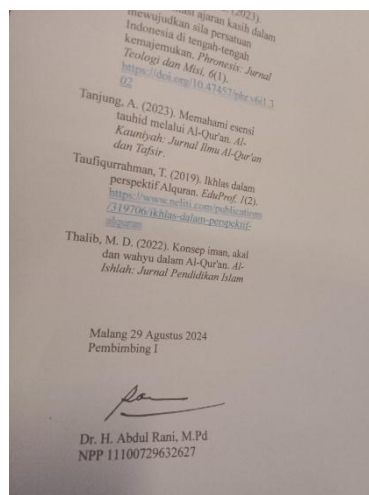 (2023).
ajaran kasih dalam
mewujudkan sila persatuan
Indonesia di tengah-tengah
kemajemukan. Phronesis: Jurnal
Teologi dan Misi, 6(1).
https://doi.org/10.47457/phr.v6i1.3
02
Tanjung, A. (2023). Memahami esensi
tauhid melalui Al-Qur'an. Al-
Kauniyah: Jurnal Ilmu Al-Qur'an
dan Tafsir.
Taufiqurrahman, T. (2019). Ikhlas dalam
perspektif Alquran. EduProf, 1(2).
https://www.neliti.com/publications
/319706/ikhlas-dalam-perspektif-
alquran
Thalib, M. D. (2022). Konsep iman, akal
dan wahyu dalam Al-Qur'an. Al-
Ishlah: Jurnal Pendidikan Islam
Malang 29 Agustus 2024
Pembimbing I
Dr. H. Abdul Rani, M.Pd
NPP 11100729632627